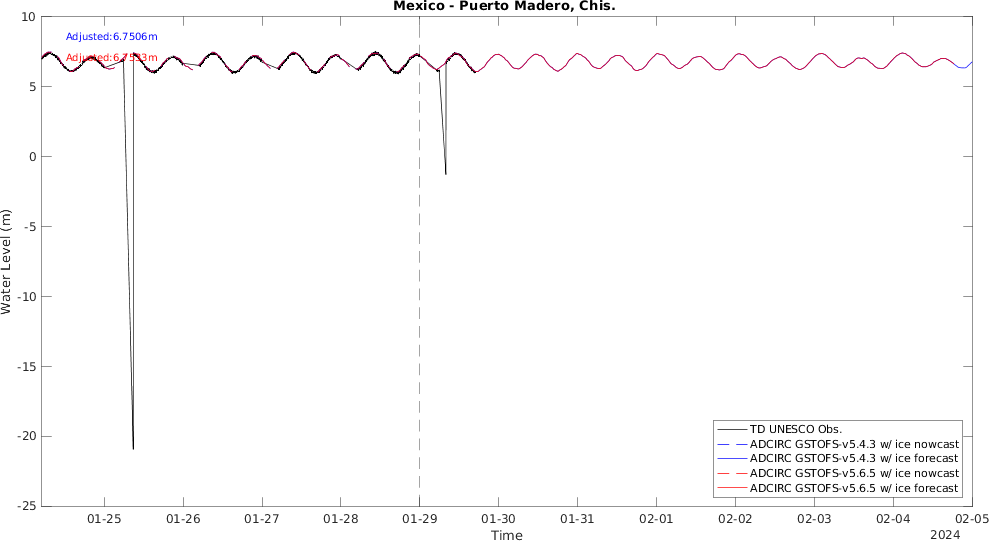 Mexico - Puerto Madero, Chis.
Adjusted:6.7506m
Adjusted:6.7533m
10
5
0
-5
-10
-15
-20
-25
Water Level (m)
01-25
01-26
01-27
01-28
01-29
01-30
01-31
02-01
02-02
02-03
02-04
02-05
Time
2024
TD UNESCO Obs.
ADCIRC GSTOFS-v5.4.3 w/ ice nowcast
ADCIRC GSTOFS-v5.4.3 w/ ice forecast
ADCIRC GSTOFS-v5.6.5 w/ ice nowcast
ADCIRC GSTOFS-v5.6.5 w/ ice forecast